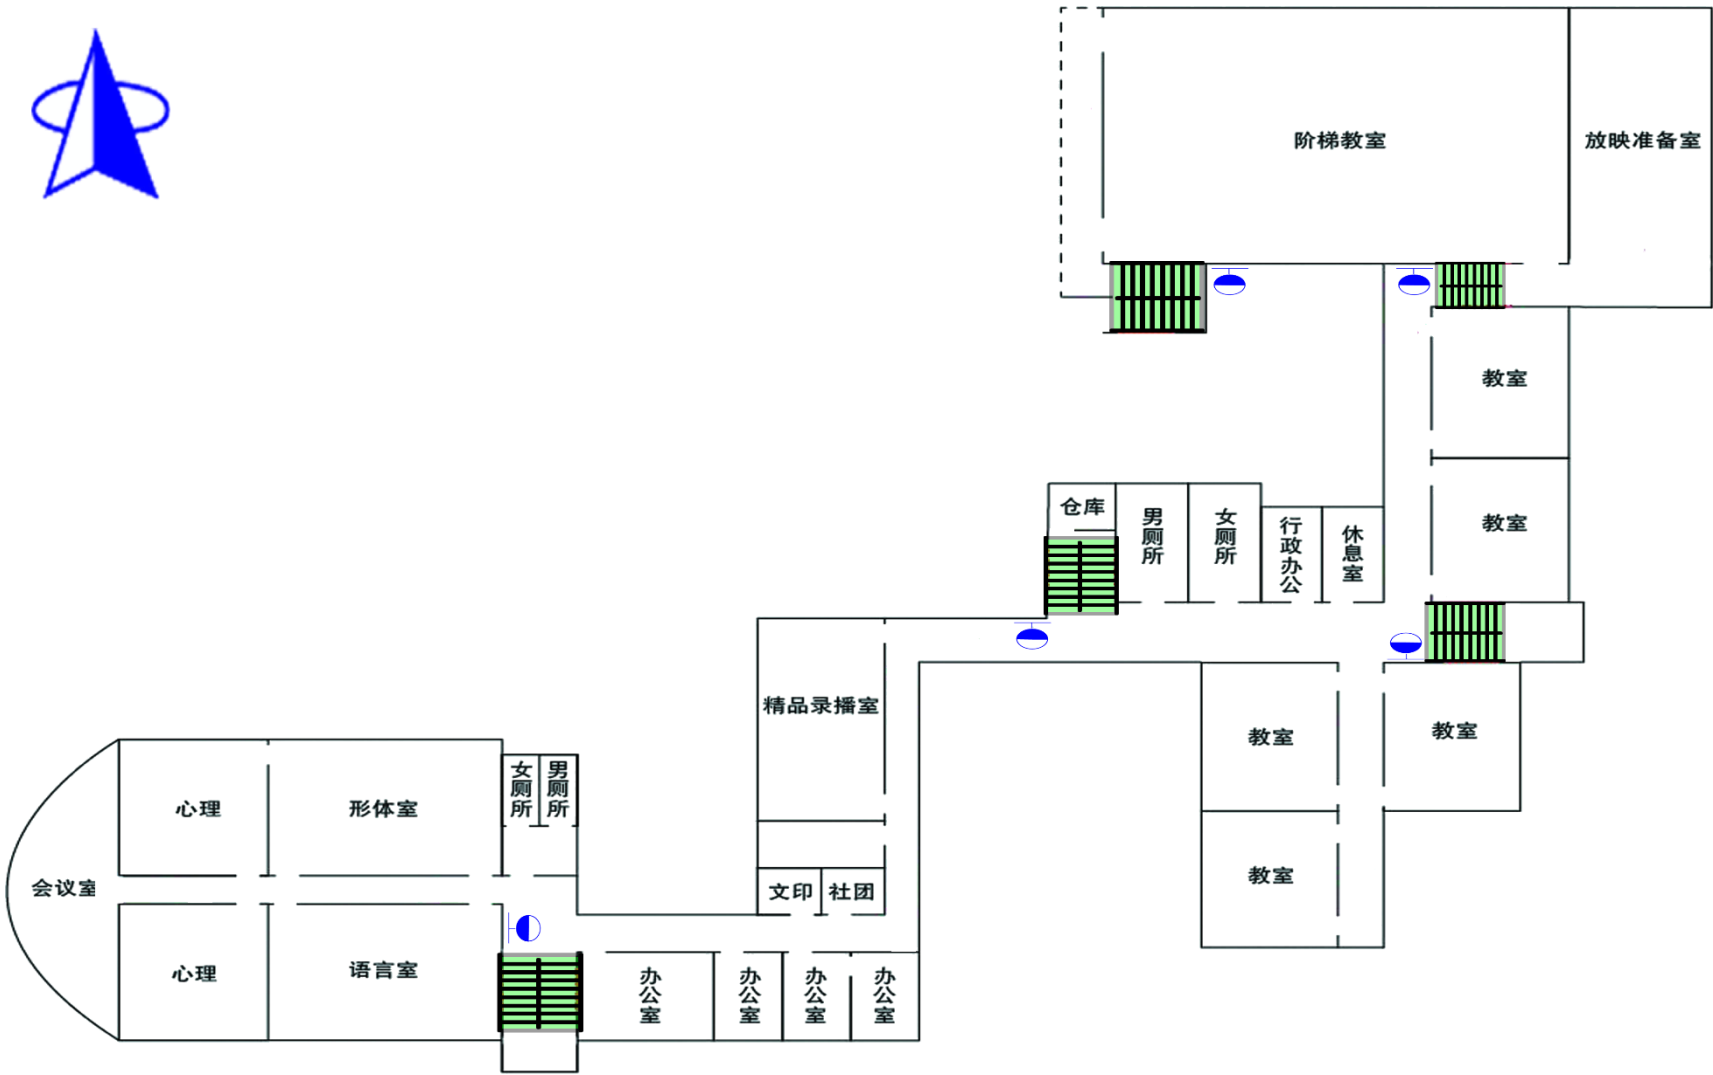 阶梯教室
放映准备室
教室
教室
仓库
男厕所
女厕所
行政办公
休息室
精品录播室
教室
教室
教室
心理
形体室
女厕所
男厕所
会议室
文印
社团
心理
语言室
办公室
办公室
办公室
办公室